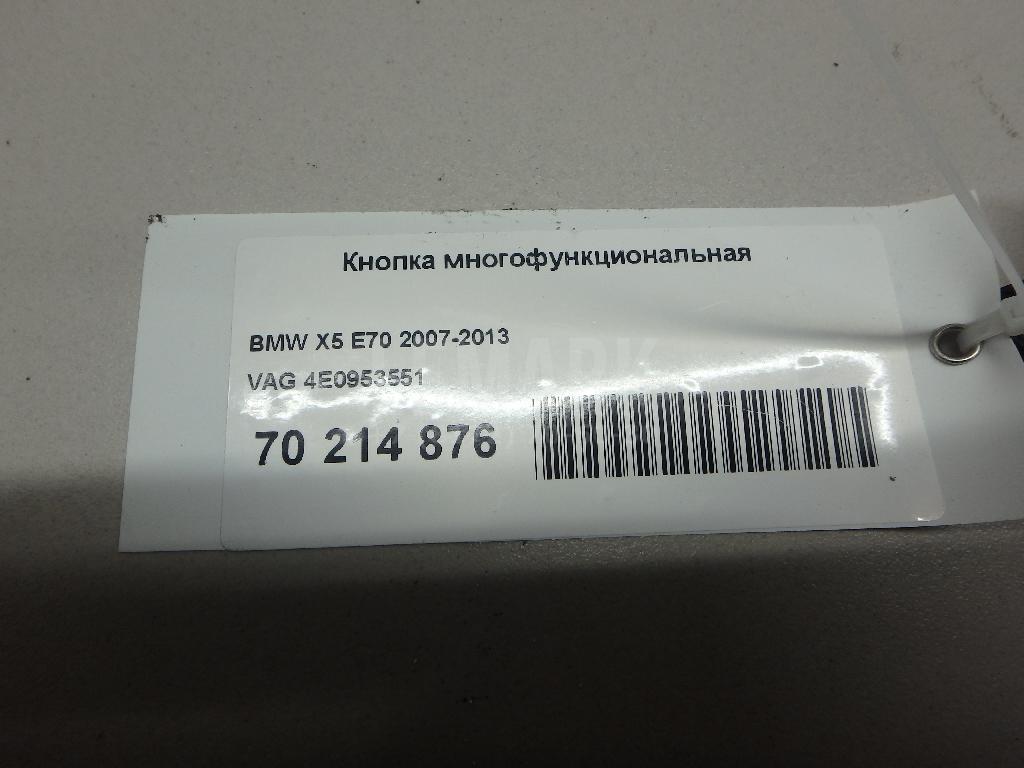 Кнопка многофункциональная
BMW X5 E70 2007-2013
VAG 4E0953551
70 214 876